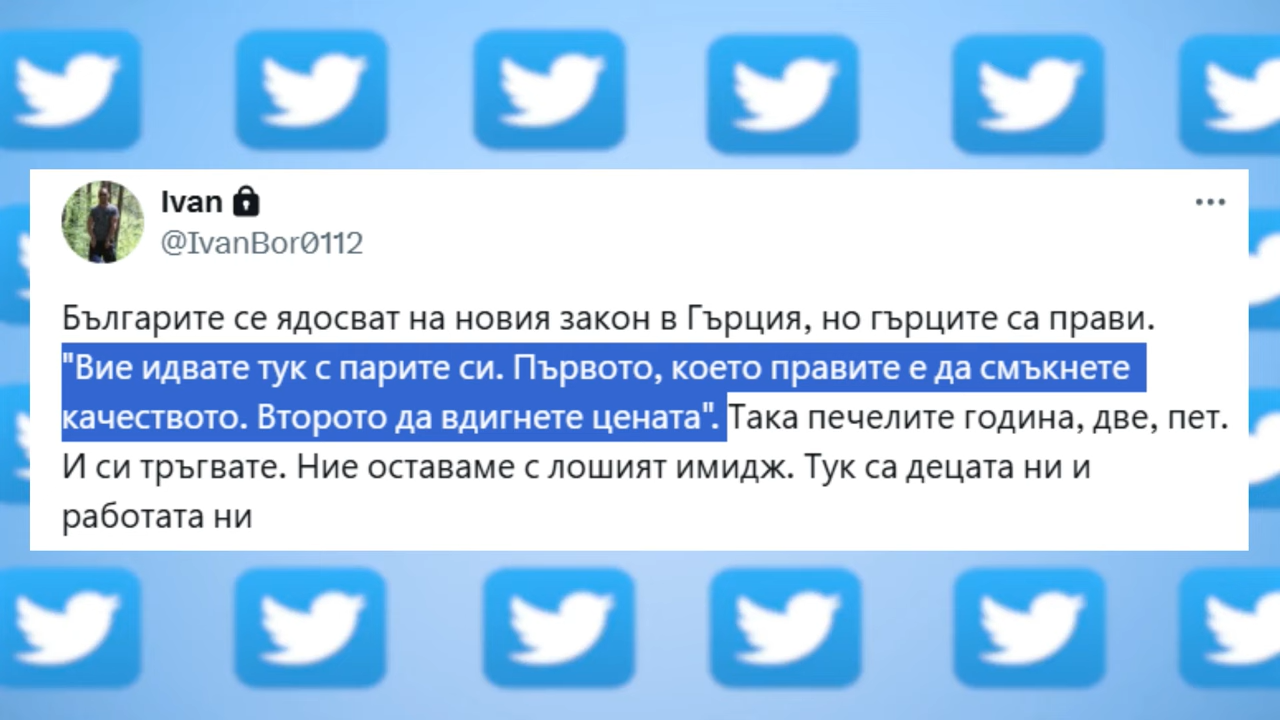 Ivan
@IvanBor0112
Българите се ядосват на новия закон в Гърция, но гърците са прави.
"Вие идвате тук с парите си. Първото, което правите е да смъкнете
качеството. Второто да вдигнете цената". Така печелите година, две, пет.
И си тръгвате. Ние оставаме с лошият имидж. Тук са децата ни и
работата ни